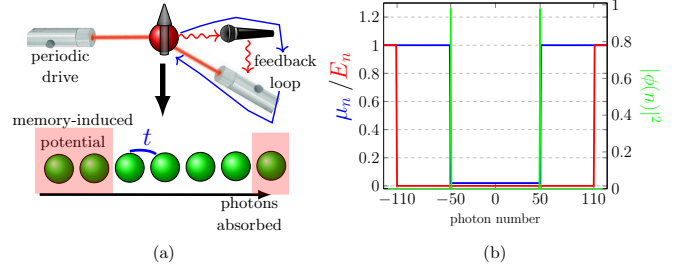 periodic
drive
feedback
loop
memory-induced
potential
t
photons
absorbed
(a)
μₙ / Eₙ
1.2
1
0.8
0.6
0.4
0.2
0
−110
−50
0
50
110
photon number
1
0.8
0.6
0.4
0.2
0
|ϕ(n)|²
(b)